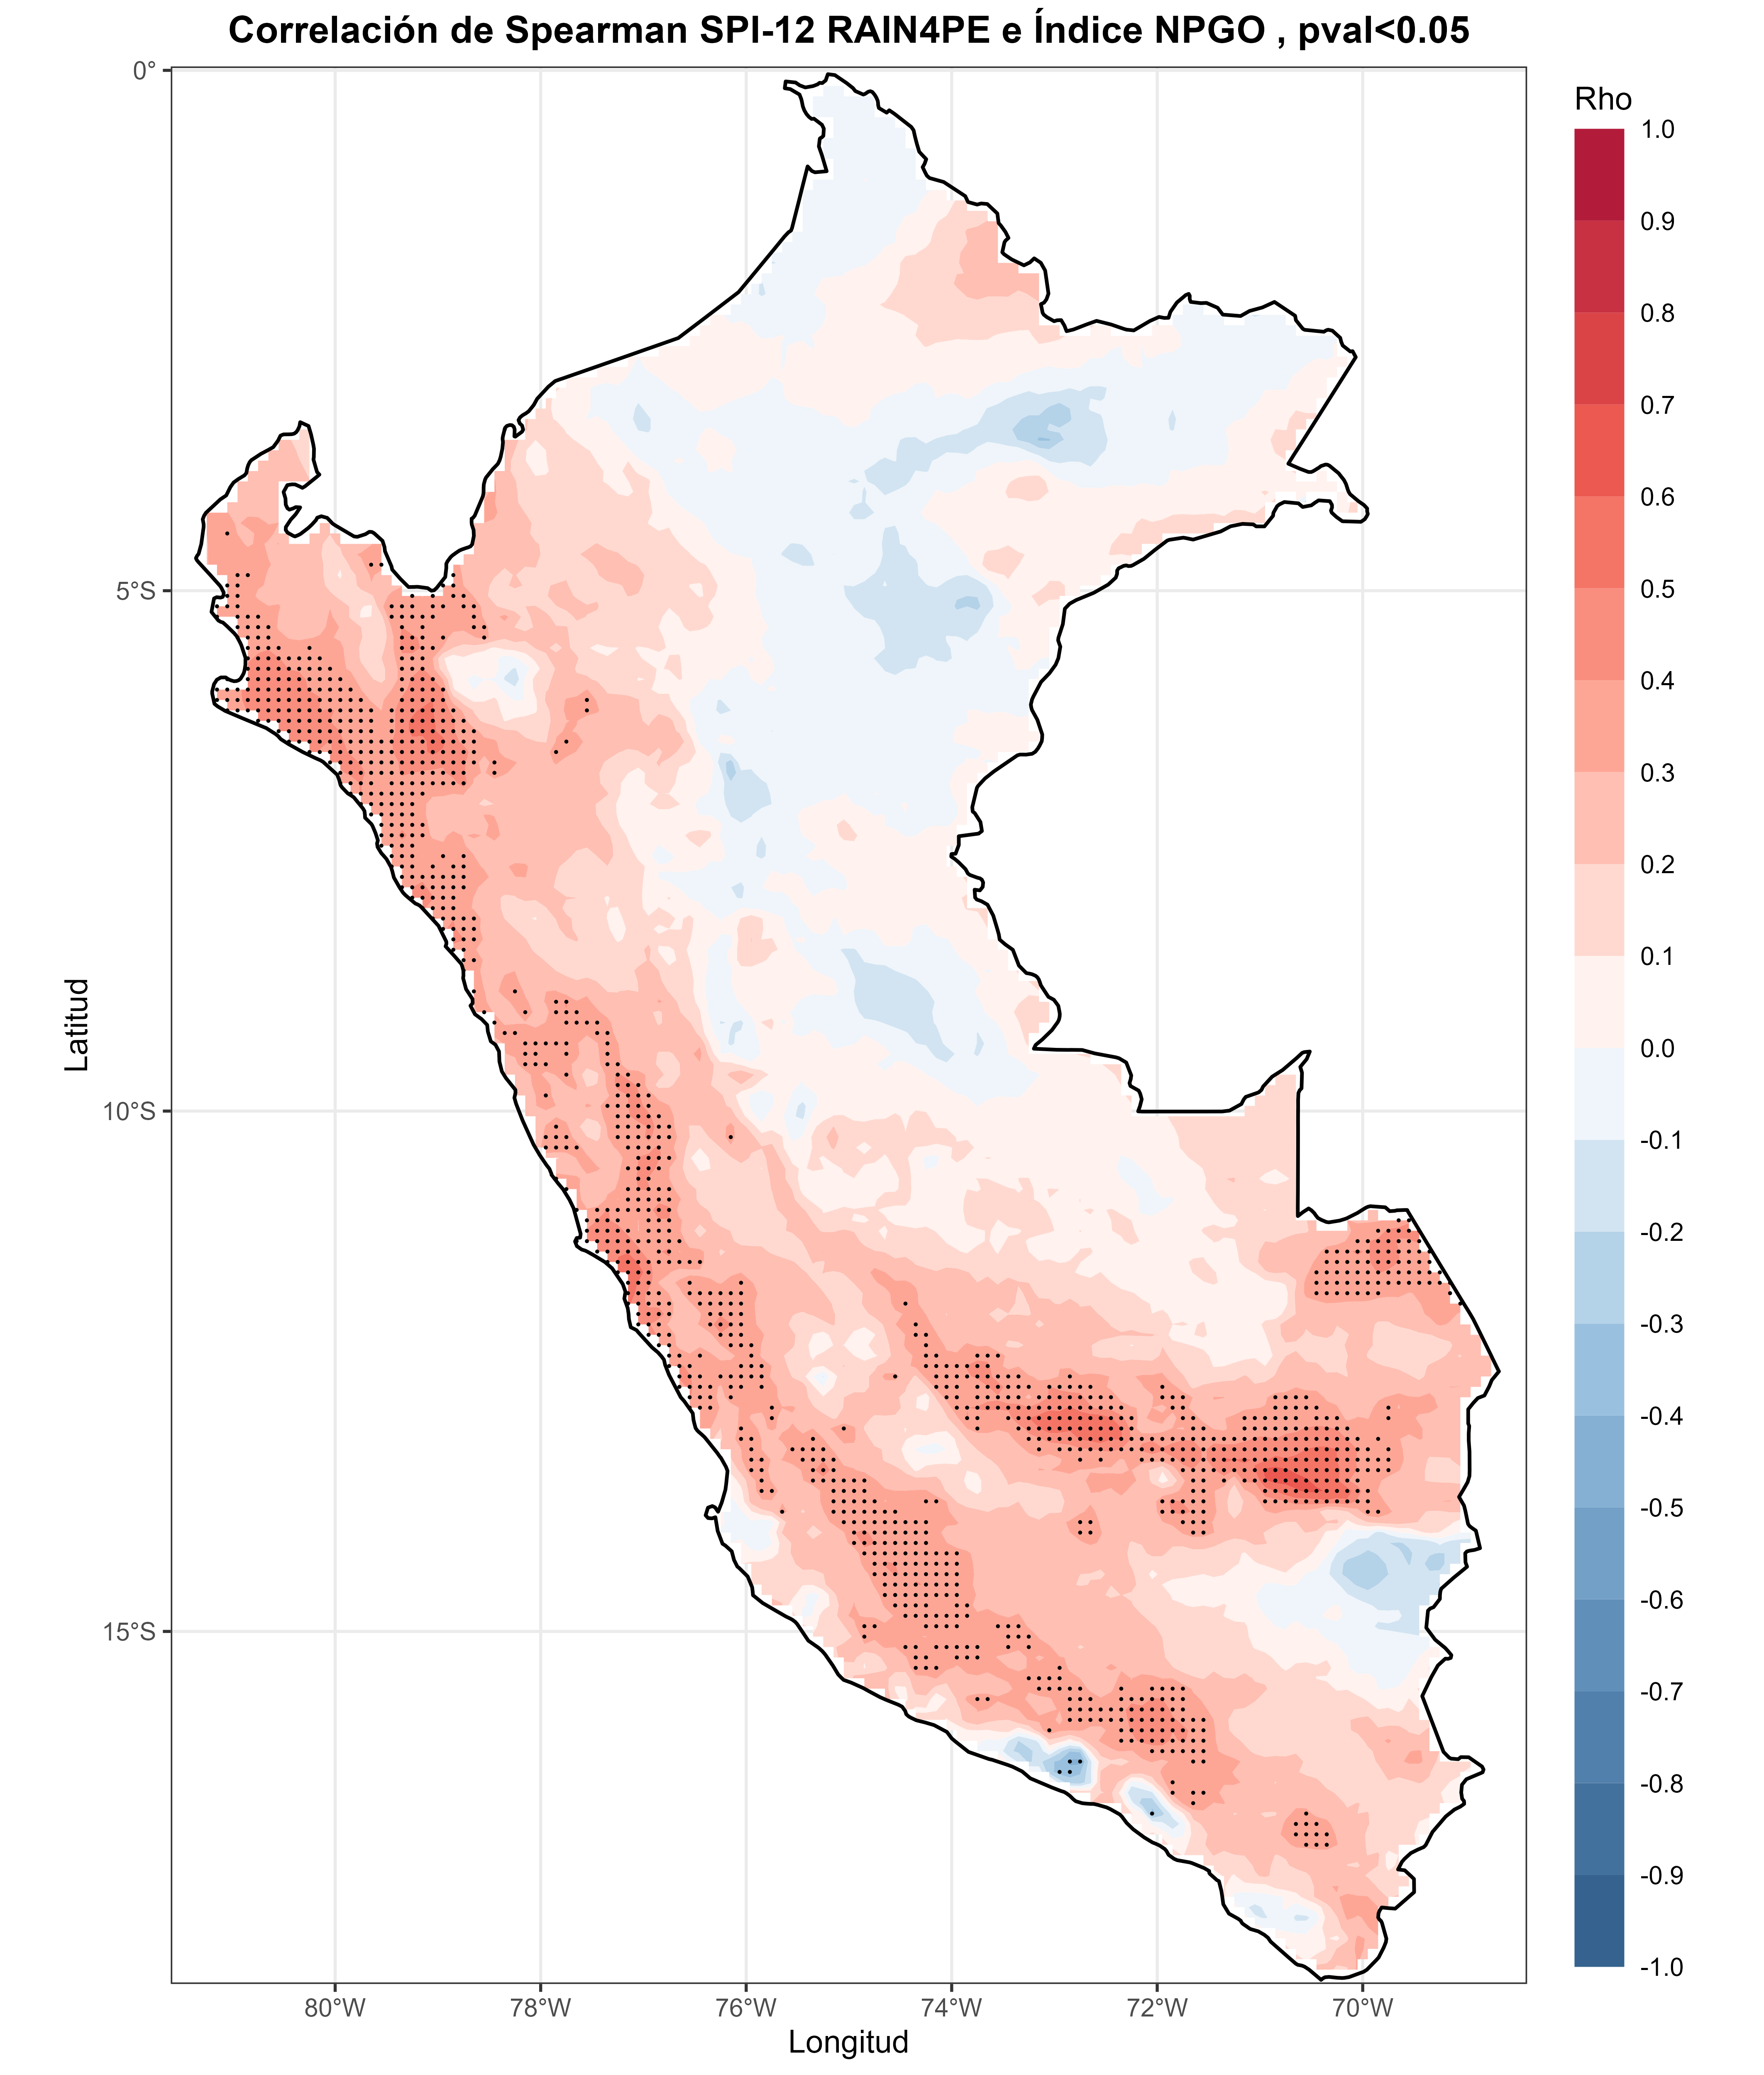 Correlación de Spearman SPI-12 RAIN4PE e Índice NPGO , pval<0.05
Rho
1.0
0.9
0.8
0.7
0.6
0.5
0.4
0.3
0.2
0.1
0.0
-0.1
-0.2
-0.3
-0.4
-0.5
-0.6
-0.7
-0.8
-0.9
-1.0
Latitud
0°
5°S
10°S
15°S
80°W 78°W 76°W 74°W 72°W 70°W
Longitud